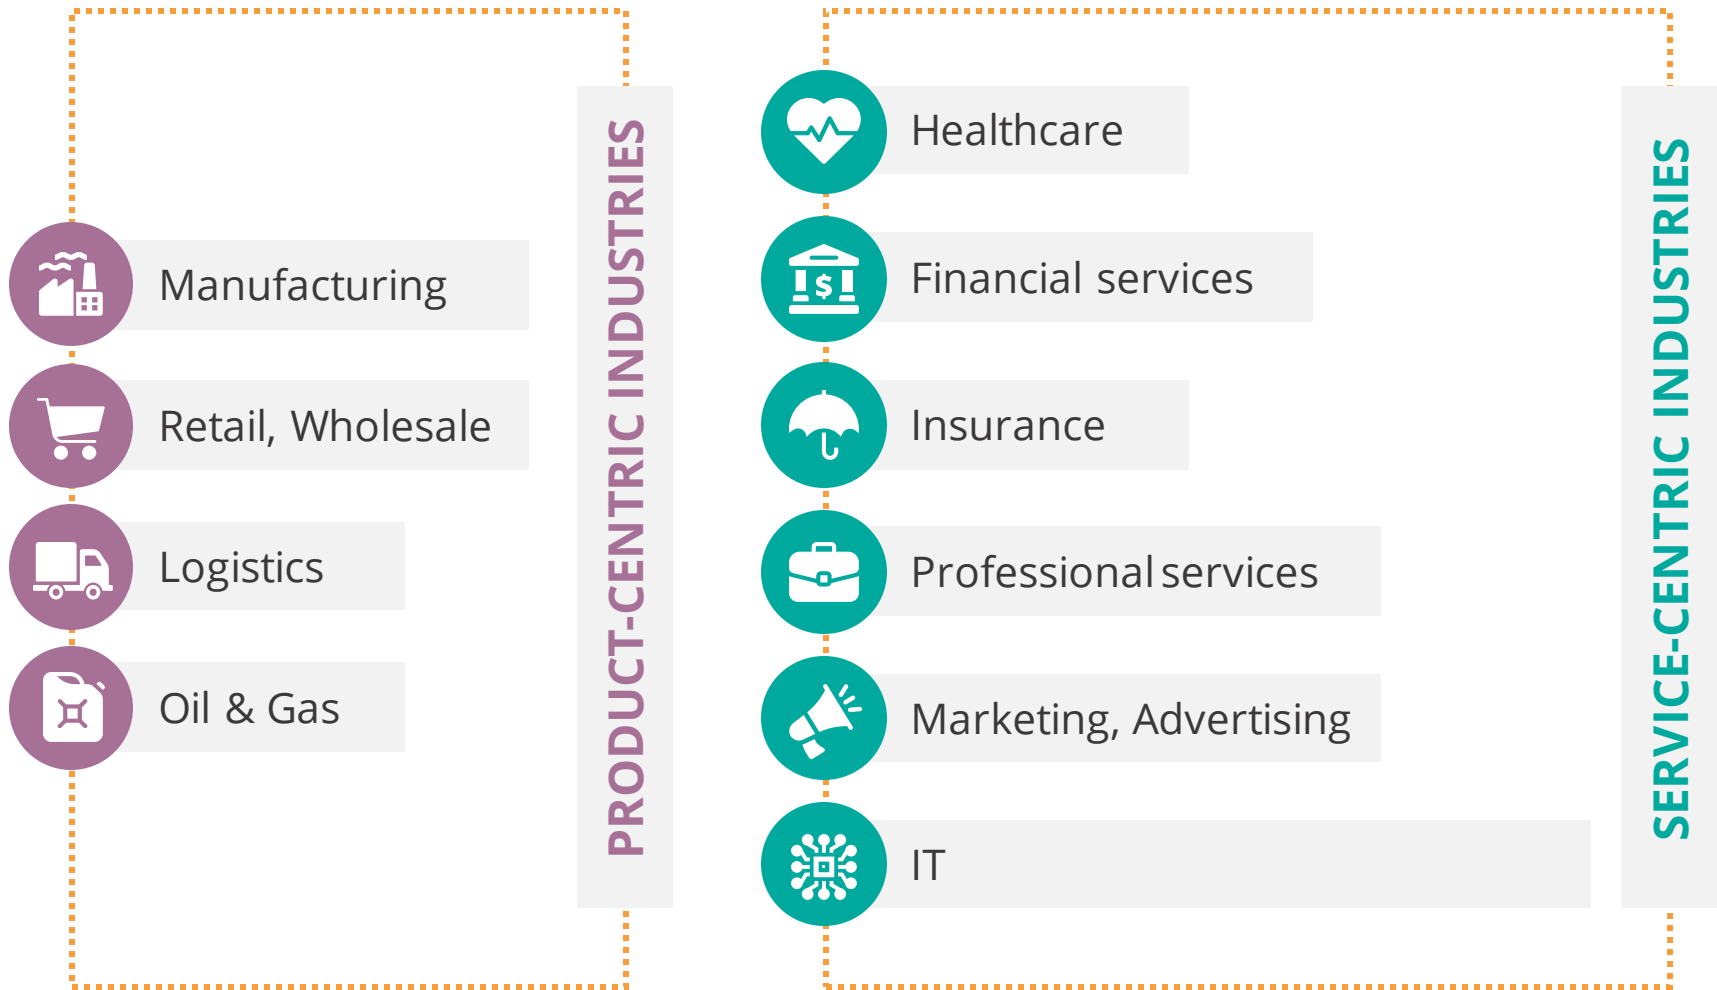 Manufacturing
Retail, Wholesale
Logistics
Oil & Gas
PRODUCT-CENTRIC INDUSTRIES
Healthcare
$
Financial services
Insurance
Professional services
Marketing, Advertising
IT
SERVICE-CENTRIC INDUSTRIES